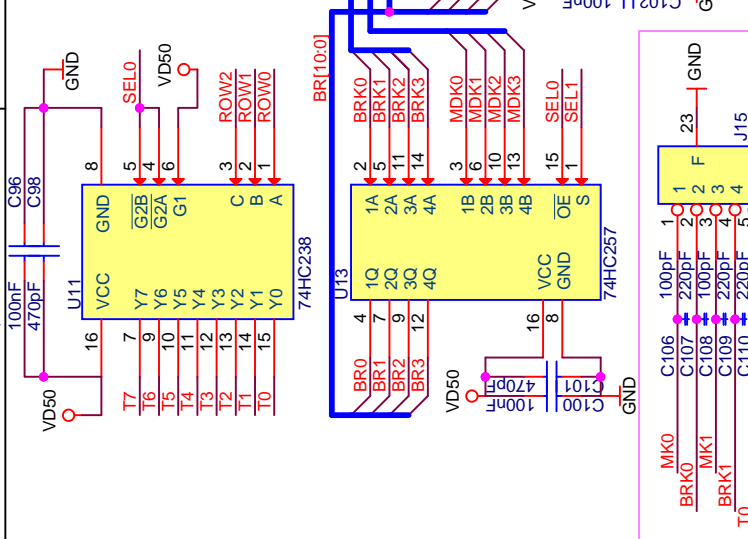 GND
SEL0
VD50
ROW2
ROW1
ROW0
C96
C98
8
5
4
6
3
2
1
GND
G2B
G2A
G1
C
B
A
U11
74HC238
VCC
Y7
Y6
Y5
Y4
Y3
Y2
Y1
Y0
100nF
470pF
16
7
9
10
11
12
13
14
15
VD50
T7
T6
T5
T4
T3
T2
T1
T0
BR[10:0]
BRK0
BRK1
BRK2
BRK3
MDK0
MDK1
MDK2
MDK3
SEL0
SEL1
2
5
11
14
3
6
10
13
15
1
1A
2A
3A
4A
1B
2B
3B
4B
OE
S
U13
74HC257
1Q
2Q
3Q
4Q
VCC
GND
4
7
9
12
16
8
BR0
BR1
BR2
BR3
VD50
470pF
C101
100nF
C100
GND
C1021 100nF
GND
23
J15
F
1
2
3
4
1
2
3
4
5
100pF
220pF
100pF
220pF
220pF
C106
C107
C108
C109
C110
MK0
BRK0
MK1
BRK1
T0